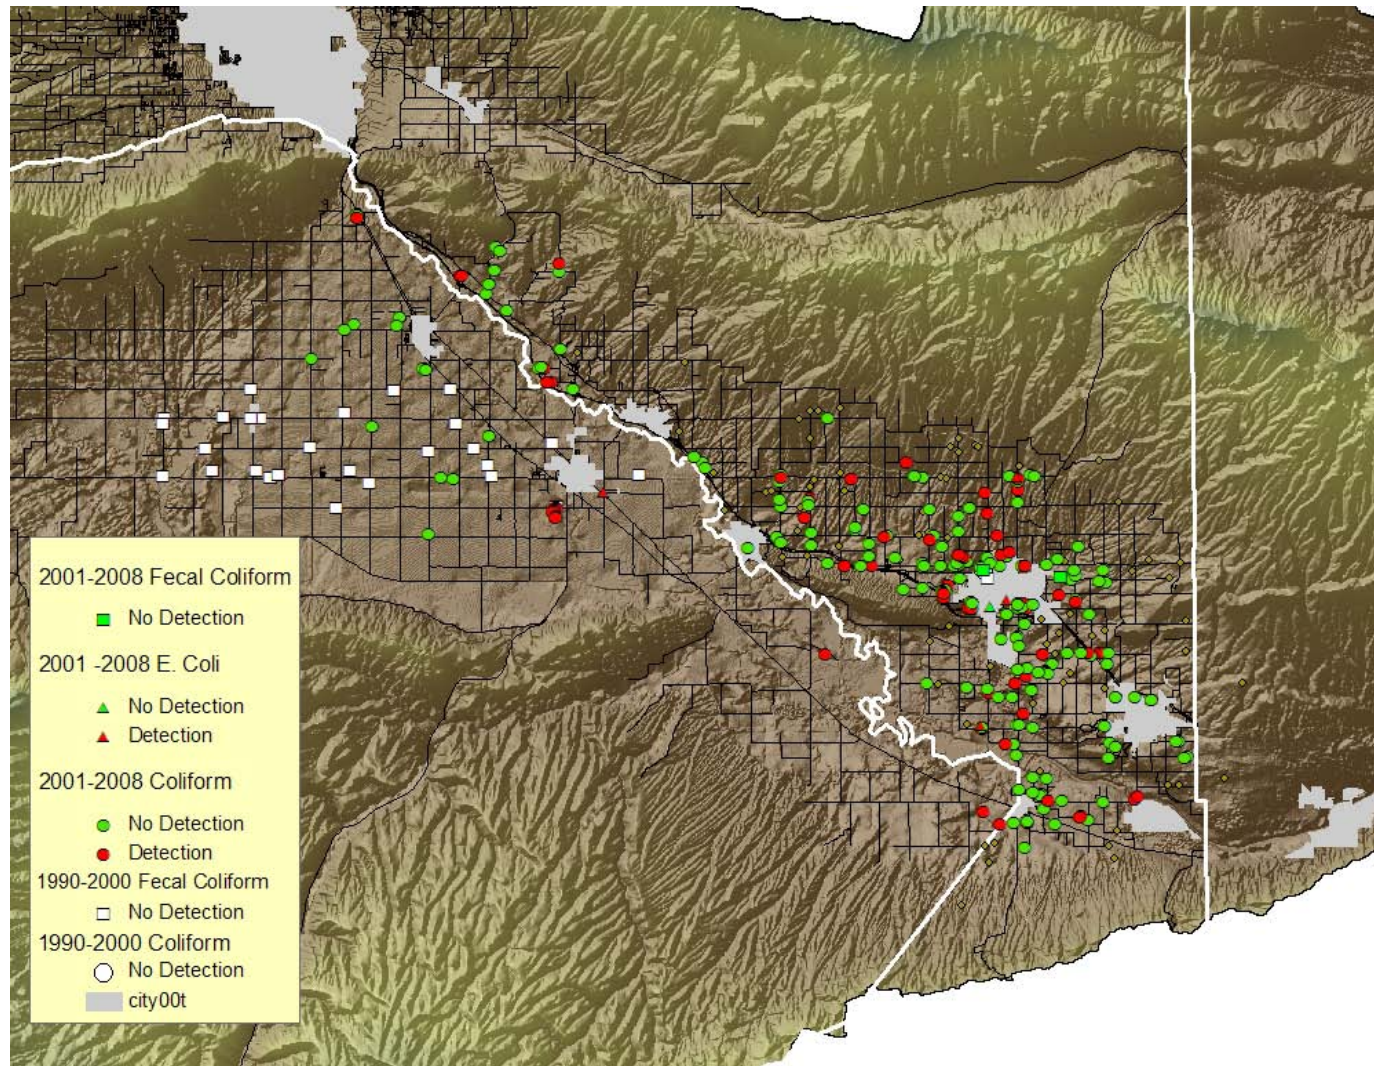 2001-2008 Fecal Coliform
No Detection
2001 -2008 E. Coli
No Detection
Detection
2001-2008 Coliform
No Detection
Detection
1990-2000 Fecal Coliform
No Detection
1990-2000 Coliform
No Detection
city00t